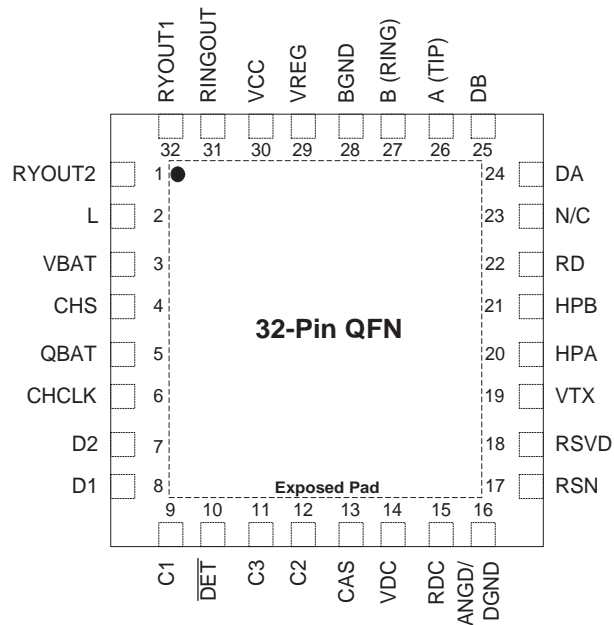 RYOUT1
RINGOUT
VCC
VREG
BGND
B (RING)
A (TIP)
DB
32 31 30 29 28 27 26 25
RYOUT2 1 24 DA
L 2 23 N/C
VBAT 3 22 RD
CHS 4 21 HPB
32-Pin QFN
QBAT 5 20 HPA
CHCLK 6 19 VTX
D2 7 18 RSVD
D1 8 17 RSN
Exposed Pad
9 10 11 12 13 14 15 16
C1
DET
C3
C2
CAS
VDC
RDC
ANGD/
DGND